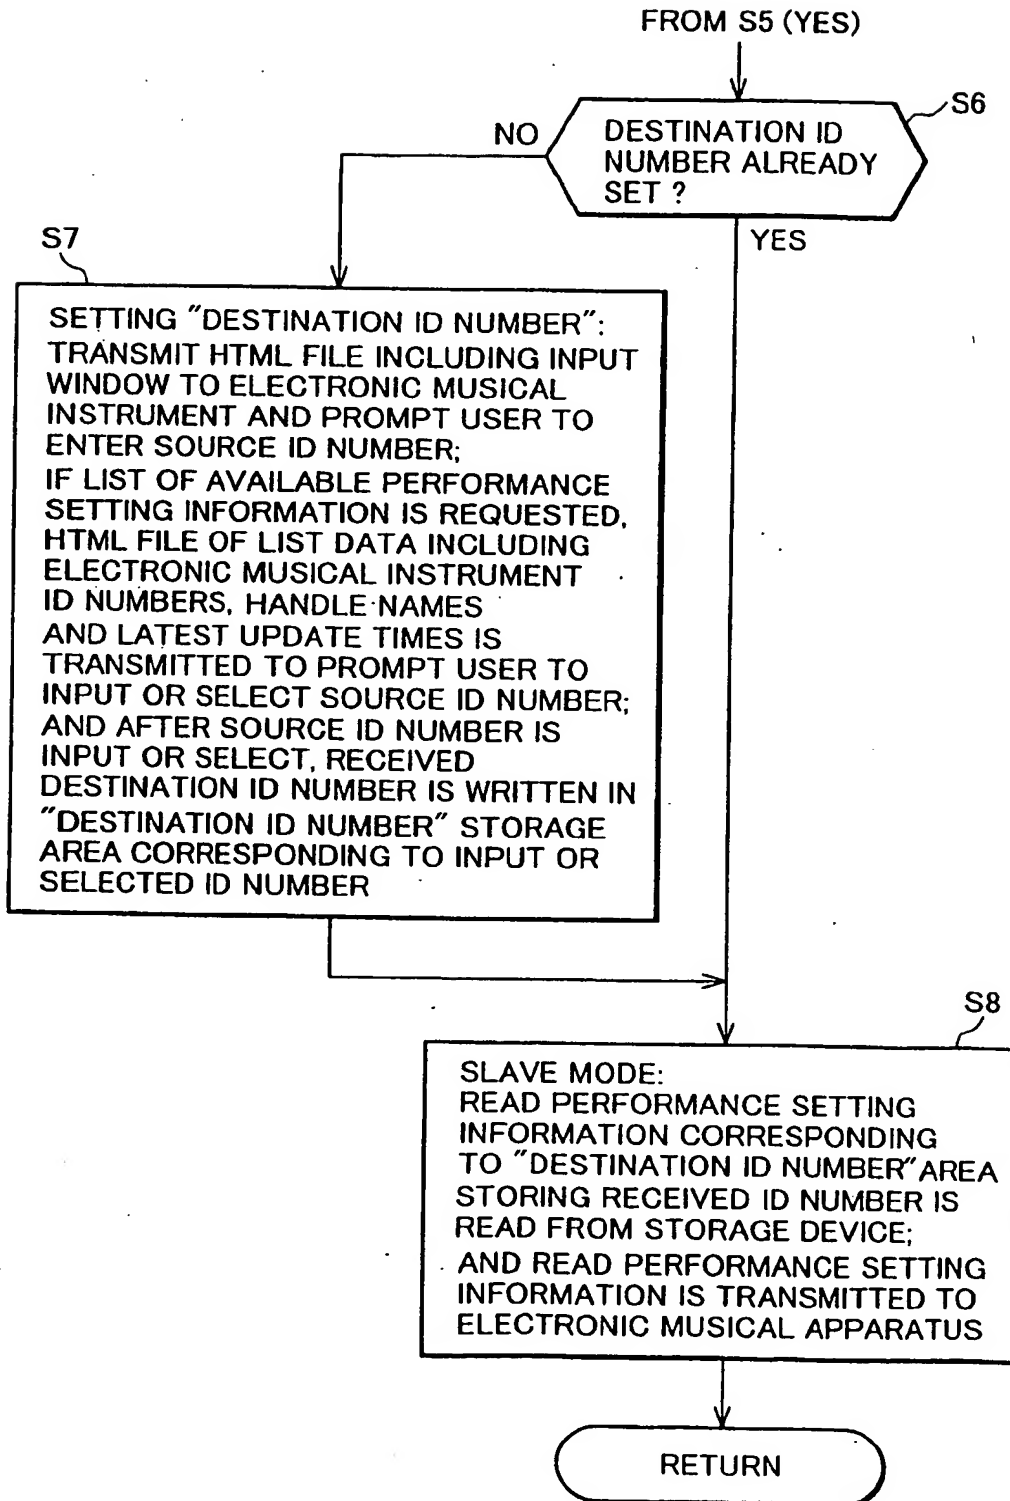 FROM S5 (YES)
S6
NO
DESTINATION ID
NUMBER ALREADY
SET ?
YES
S7
SETTING "DESTINATION ID NUMBER":
TRANSMIT HTML FILE INCLUDING INPUT
WINDOW TO ELECTRONIC MUSICAL
INSTRUMENT AND PROMPT USER TO
ENTER SOURCE ID NUMBER;
IF LIST OF AVAILABLE PERFORMANCE
SETTING INFORMATION IS REQUESTED,
HTML FILE OF LIST DATA INCLUDING
ELECTRONIC MUSICAL INSTRUMENT
ID NUMBERS, HANDLE NAMES
AND LATEST UPDATE TIMES IS
TRANSMITTED TO PROMPT USER TO
INPUT OR SELECT SOURCE ID NUMBER;
AND AFTER SOURCE ID NUMBER IS
INPUT OR SELECT, RECEIVED
DESTINATION ID NUMBER IS WRITTEN IN
"DESTINATION ID NUMBER" STORAGE
AREA CORRESPONDING TO INPUT OR
SELECTED ID NUMBER
S8
SLAVE MODE:
READ PERFORMANCE SETTING
INFORMATION CORRESPONDING
TO "DESTINATION ID NUMBER" AREA
STORING RECEIVED ID NUMBER IS
READ FROM STORAGE DEVICE;
AND READ PERFORMANCE SETTING
INFORMATION IS TRANSMITTED TO
ELECTRONIC MUSICAL APPARATUS
RETURN